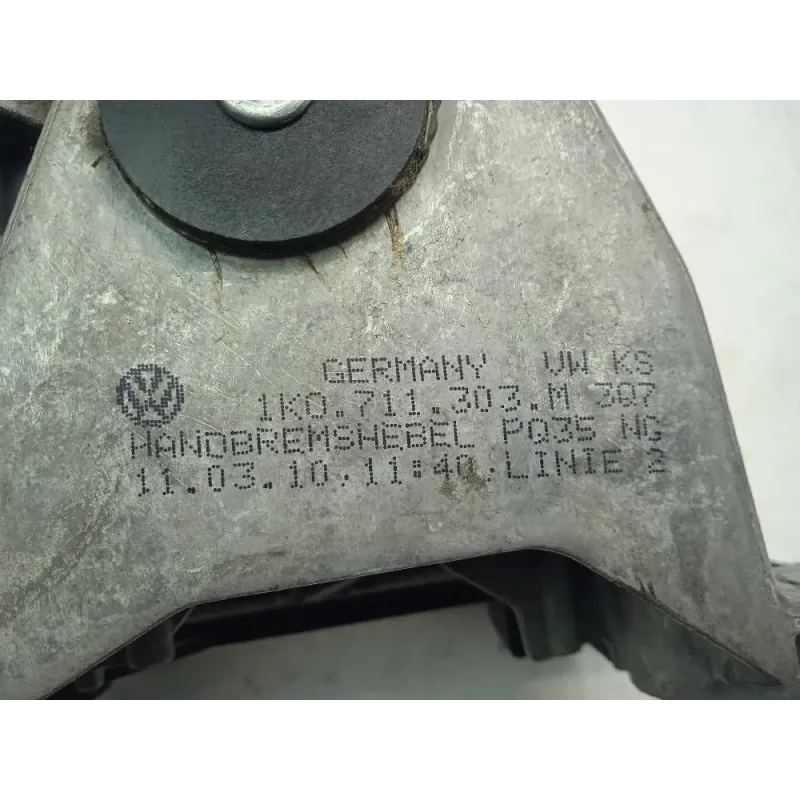 GERMANY VW KS
1K0.711.303.M 307
HANDBREMSHEBEL PQ35 NG
11.03.10.11:40.LINIE 2